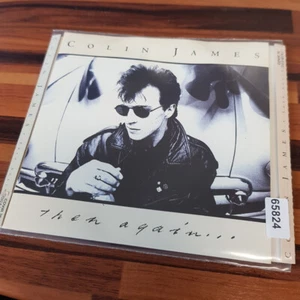 COLIN JAMES
then again...
65824